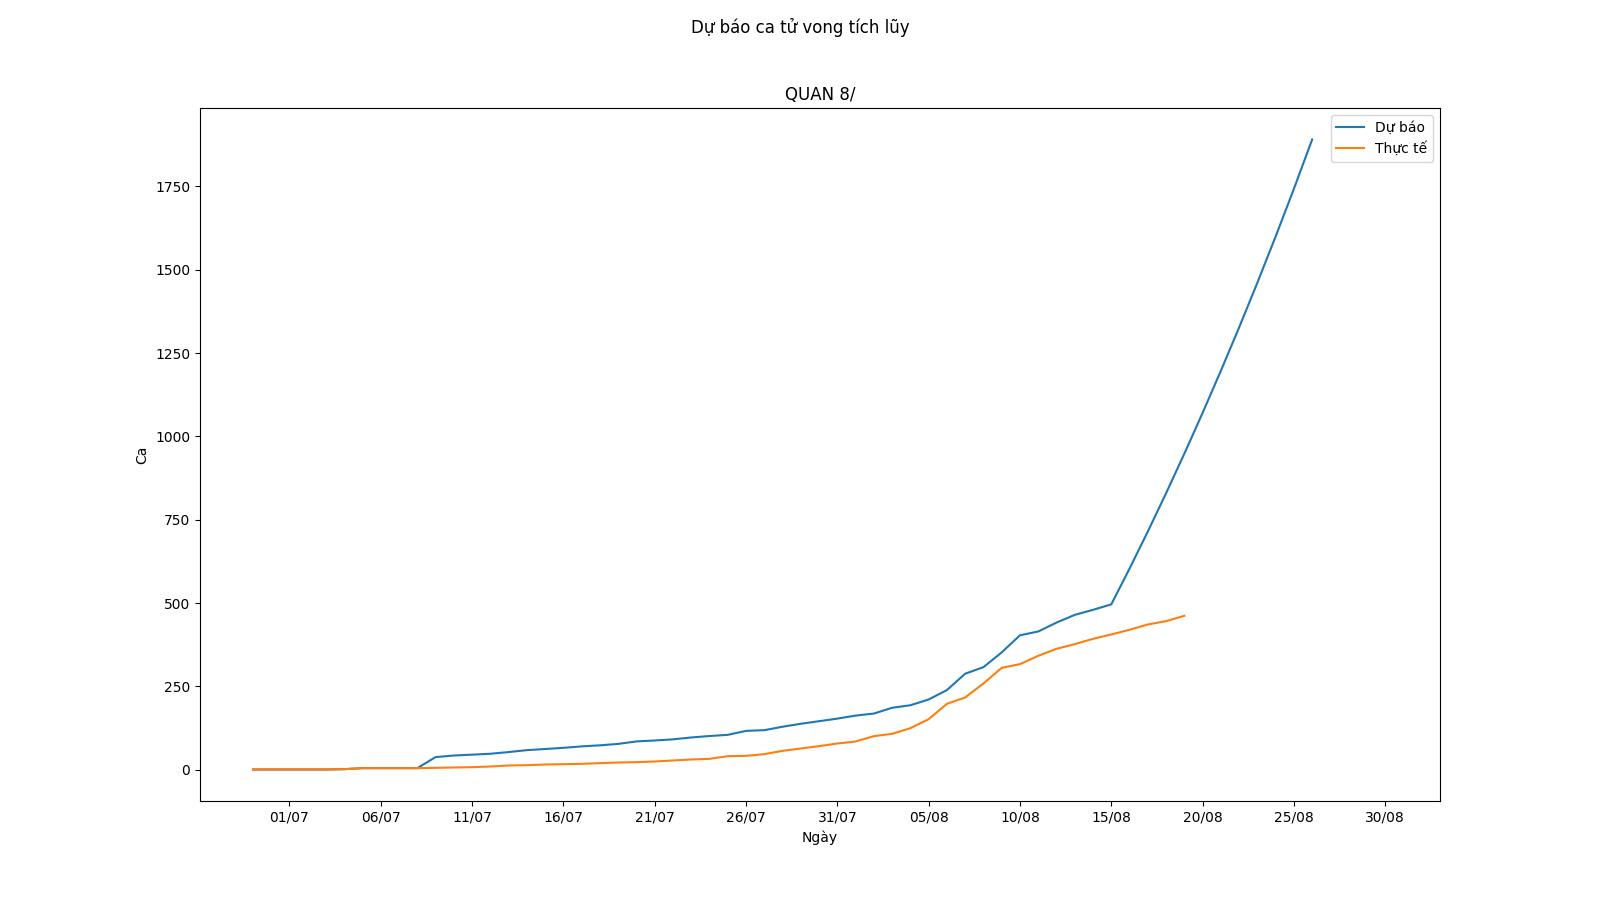 Dự báo ca tử vong tích lũy
QUAN 8/
Dự báo
Thực tế
1750
1500
1250
1000
750
500
250
0
Ca
01/07 06/07 11/07 16/07 21/07 26/07 31/07 05/08 10/08 15/08 20/08 25/08 30/08
Ngày